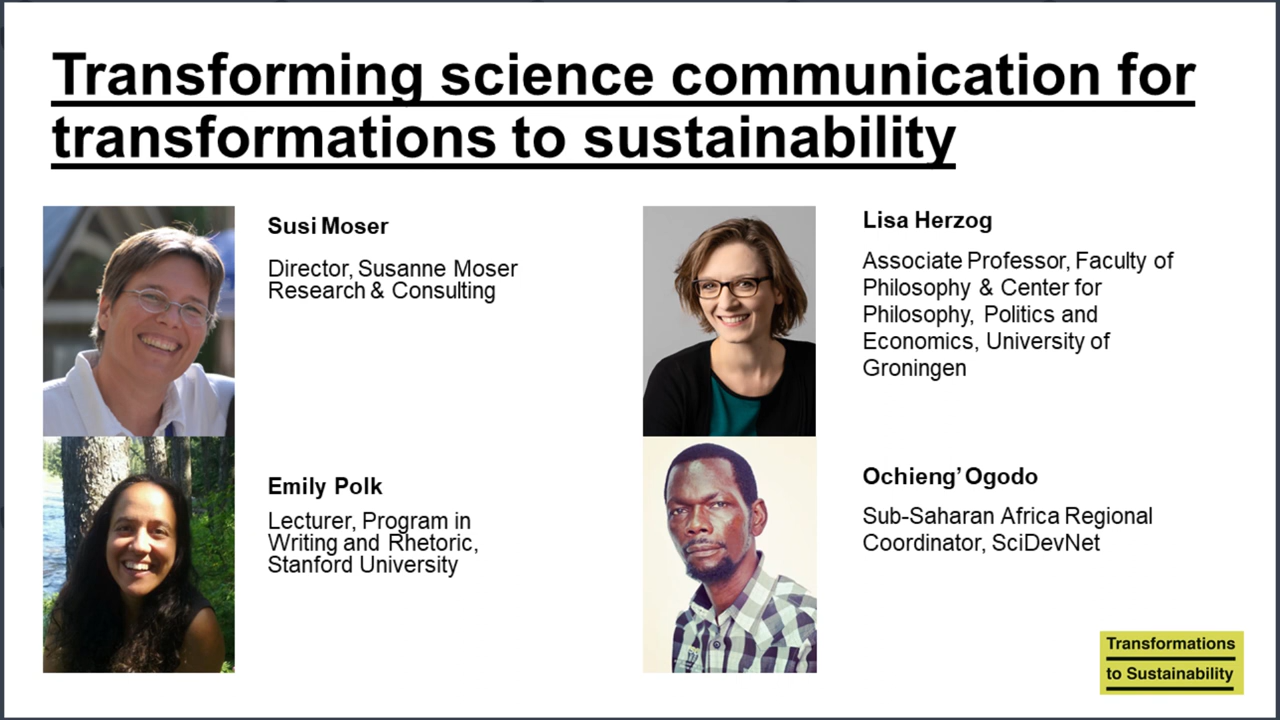 Transforming science communication for
transformations to sustainability
Susi Moser
Director, Susanne Moser
Research & Consulting
Lisa Herzog
Associate Professor, Faculty of
Philosophy & Center for
Philosophy, Politics and
Economics, University of
Groningen
Emily Polk
Lecturer, Program in
Writing and Rhetoric,
Stanford University
Ochieng’ Ogodo
Sub-Saharan Africa Regional
Coordinator, SciDevNet
Transformations
to Sustainability